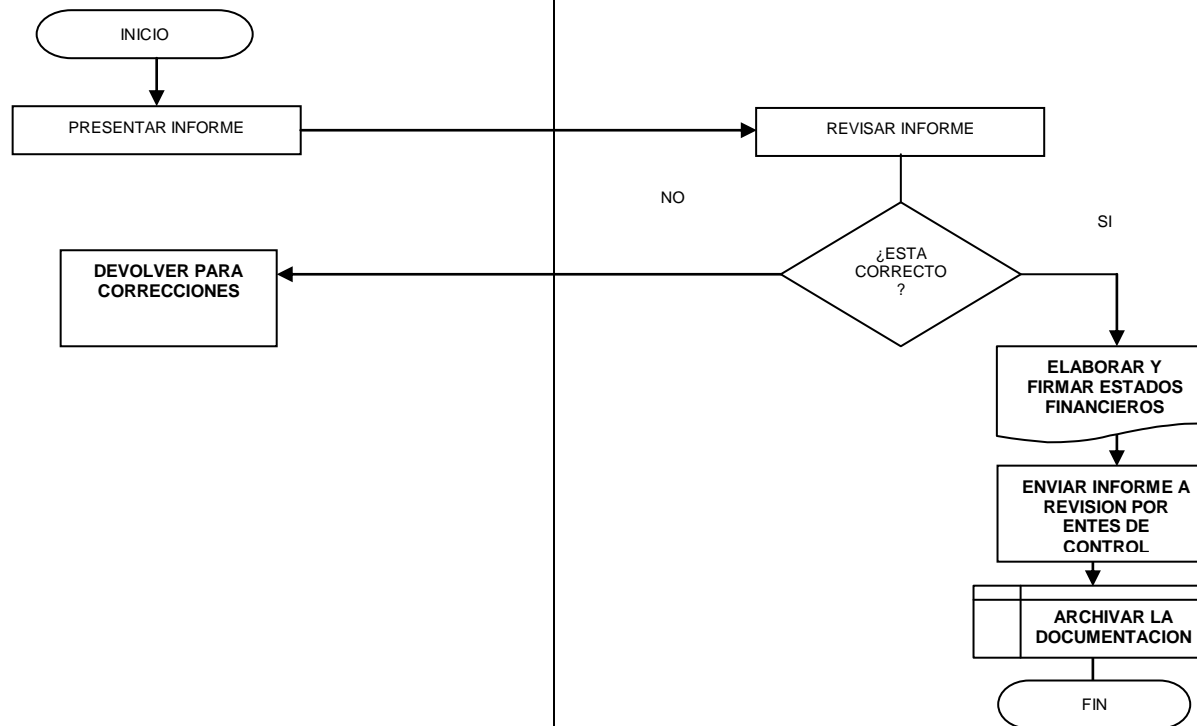 INICIO
PRESENTAR INFORME
REVISAR INFORME
NO
SI
¿ESTA
CORRECTO
?
DEVOLVER PARA
CORRECCIONES
ELABORAR Y
FIRMAR ESTADOS
FINANCIEROS
ENVIAR INFORME A
REVISION POR
ENTES DE
CONTROL
ARCHIVAR LA
DOCUMENTACION
FIN